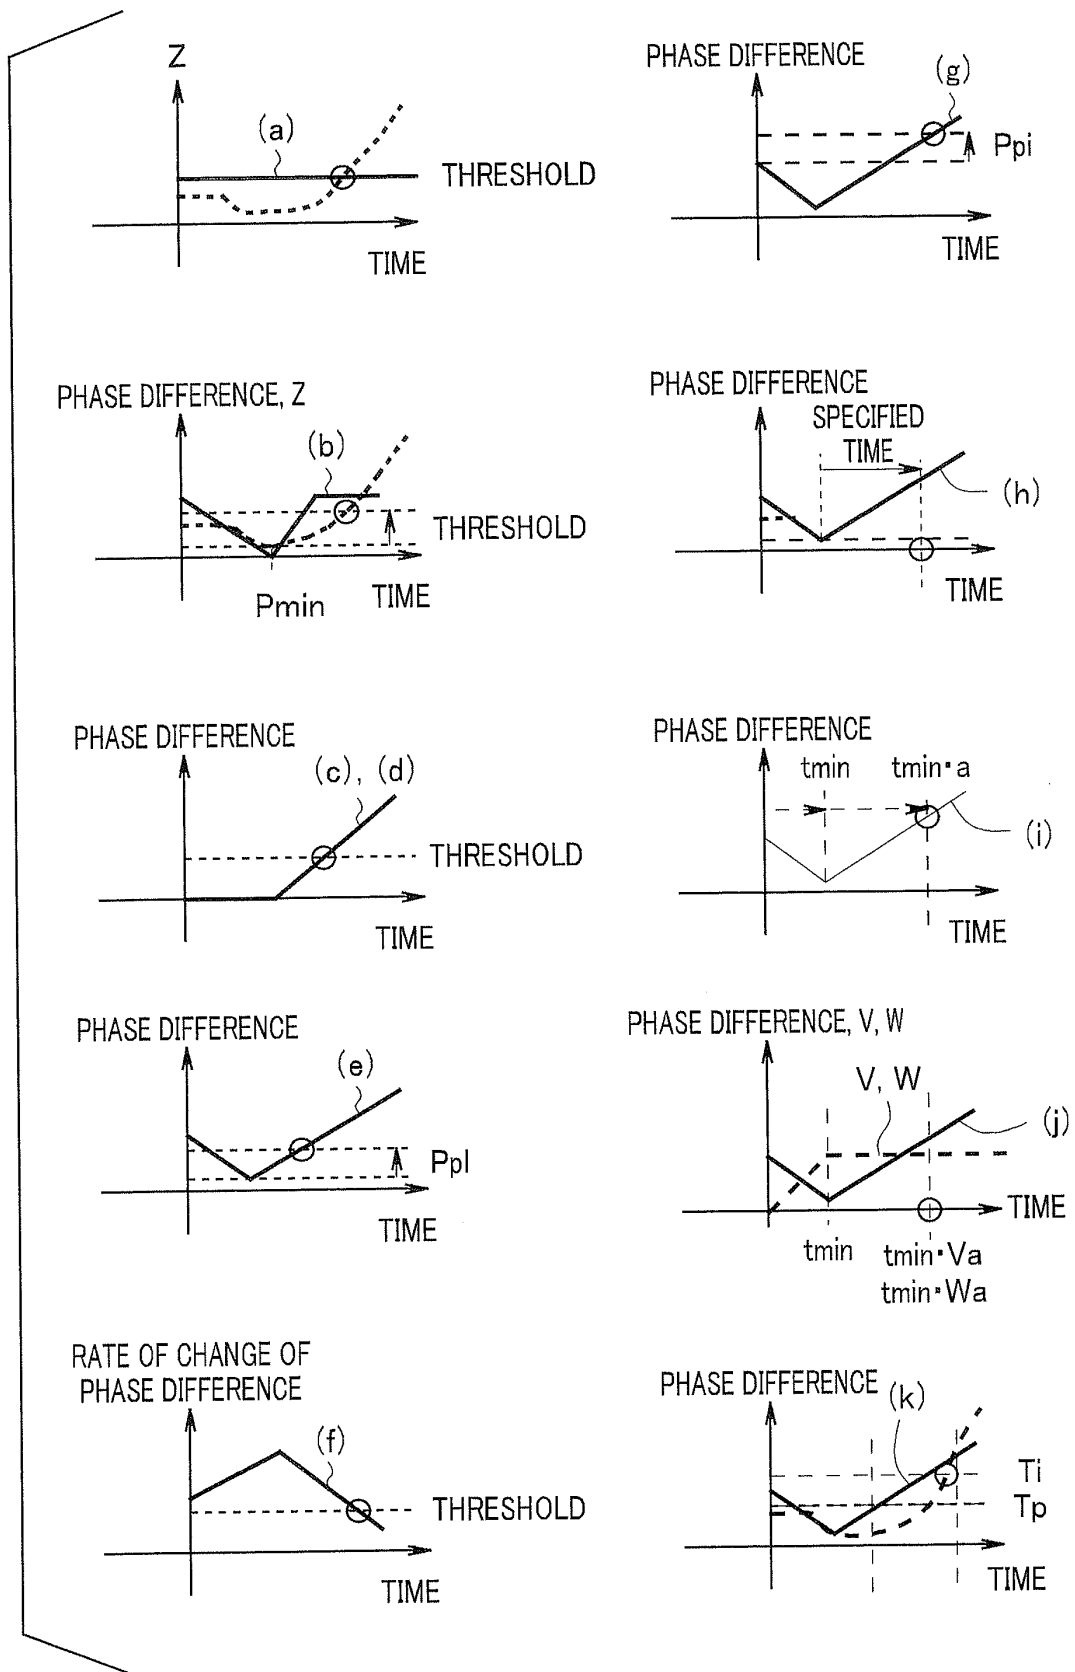 Z
(a)
THRESHOLD
TIME
PHASE DIFFERENCE, Z
(b)
THRESHOLD
Pmin
TIME
PHASE DIFFERENCE
(c), (d)
THRESHOLD
TIME
PHASE DIFFERENCE
(e)
Ppl
TIME
RATE OF CHANGE OF
PHASE DIFFERENCE
(f)
THRESHOLD
TIME
PHASE DIFFERENCE
(g)
Ppi
TIME
PHASE DIFFERENCE
SPECIFIED
TIME
(h)
TIME
PHASE DIFFERENCE
tmin tmin·a
(i)
TIME
PHASE DIFFERENCE, V, W
V, W
(j)
TIME
tmin tmin·Va
tmin·Wa
PHASE DIFFERENCE
(k)
Ti
Tp
TIME